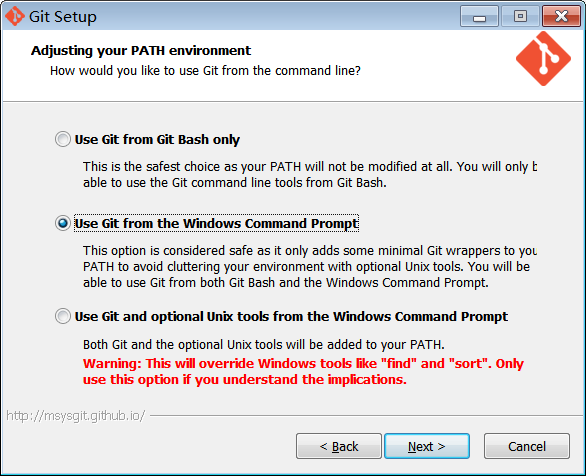 Git Setup
Adjusting your PATH environment
How would you like to use Git from the command line?
Use Git from Git Bash only
This is the safest choice as your PATH will not be modified at all. You will only b
able to use the Git command line tools from Git Bash.
Use Git from the Windows Command Prompt
This option is considered safe as it only adds some minimal Git wrappers to you
PATH to avoid cluttering your environment with optional Unix tools. You will be
able to use Git from both Git Bash and the Windows Command Prompt.
Use Git and optional Unix tools from the Windows Command Prompt
Both Git and the optional Unix tools will be added to your PATH.
Warning: This will override Windows tools like "find" and "sort". Only
use this option if you understand the implications.
http://msysgit.github.io/
< Back Next > Cancel